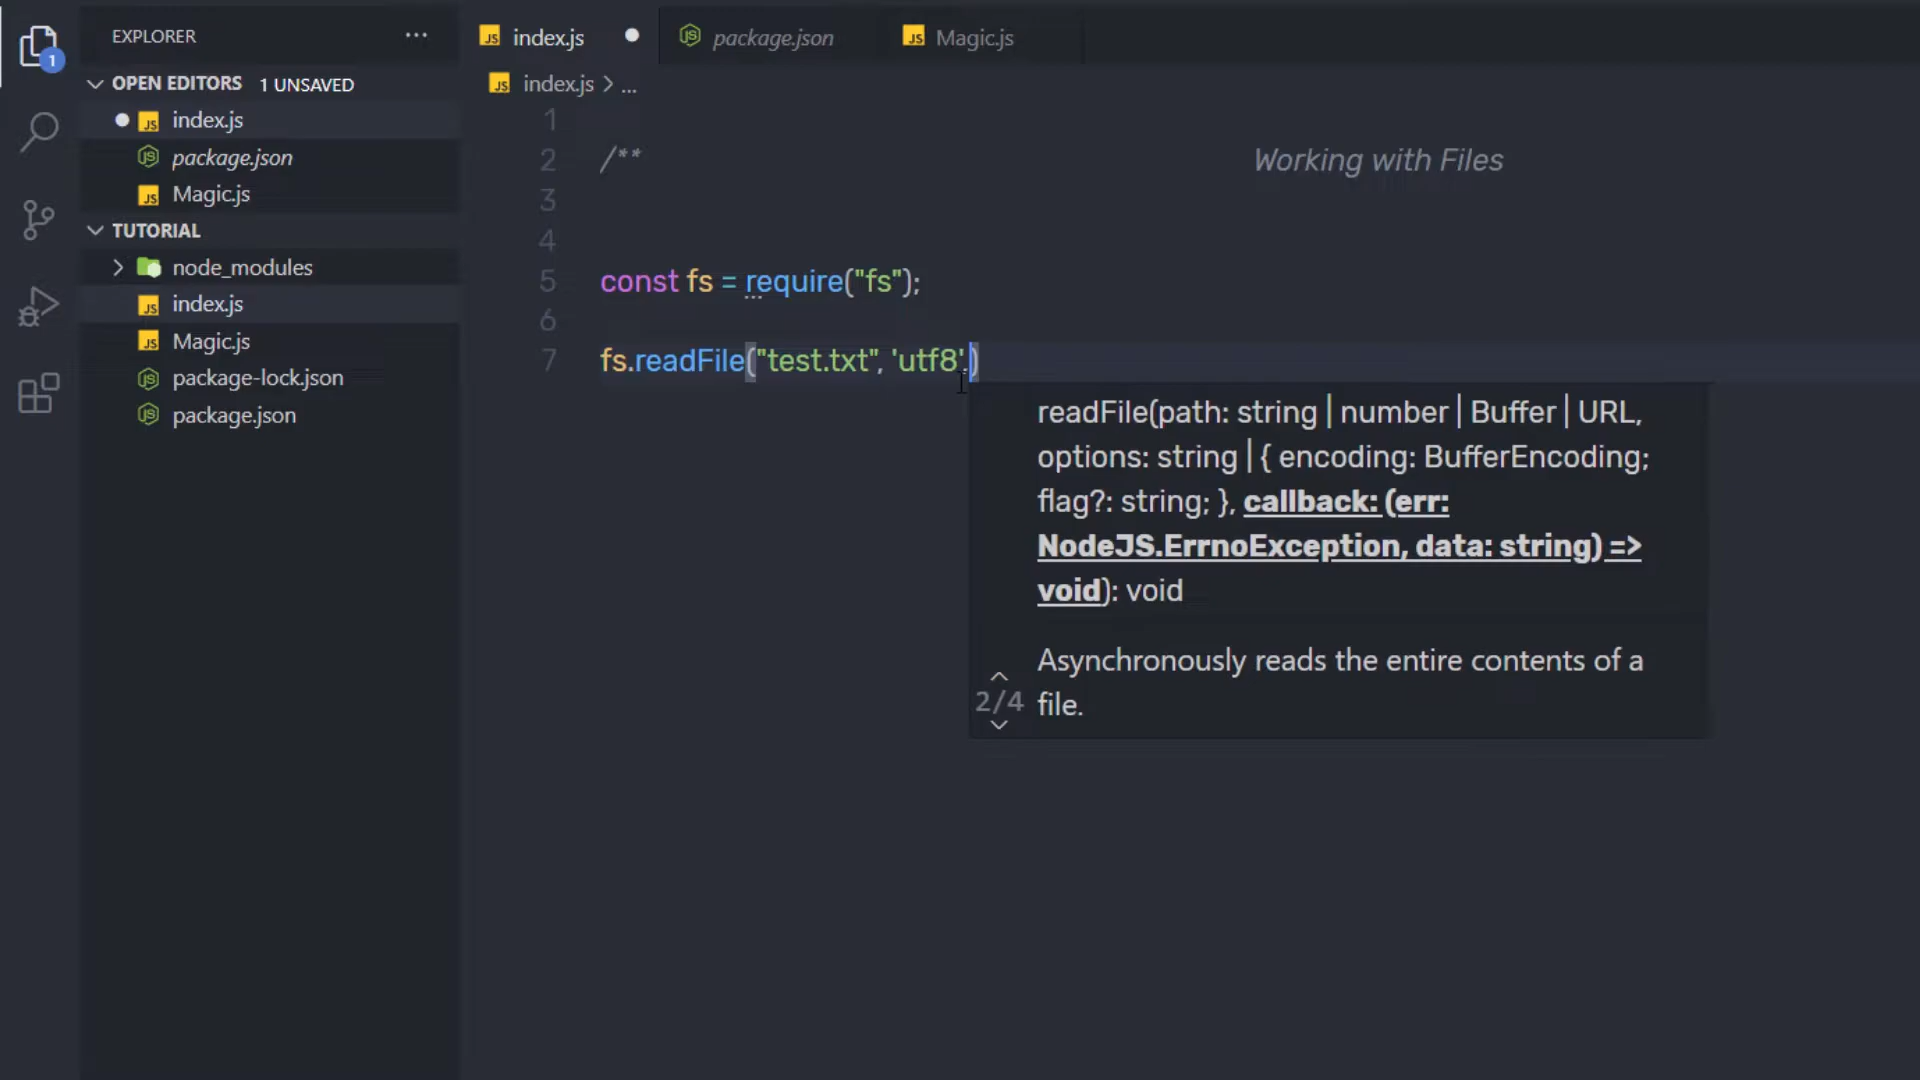 EXPLORER
...
index.js
package.json
Magic.js
OPEN EDITORS 1 UNSAVED
index.js > ...
index.js
package.json
Magic.js
TUTORIAL
node_modules
index.js
Magic.js
package-lock.json
package.json
1
1
2 /** Working with Files
3
4
5 const fs = require("fs");
6
7 fs.readFile("test.txt", 'utf8',)
readFile(path: string | number | Buffer | URL,
options: string | { encoding: BufferEncoding;
flag?: string; }, callback: (err:
NodeJS.ErrnoException, data: string) =>
void): void
Asynchronously reads the entire contents of a
2/4 file.